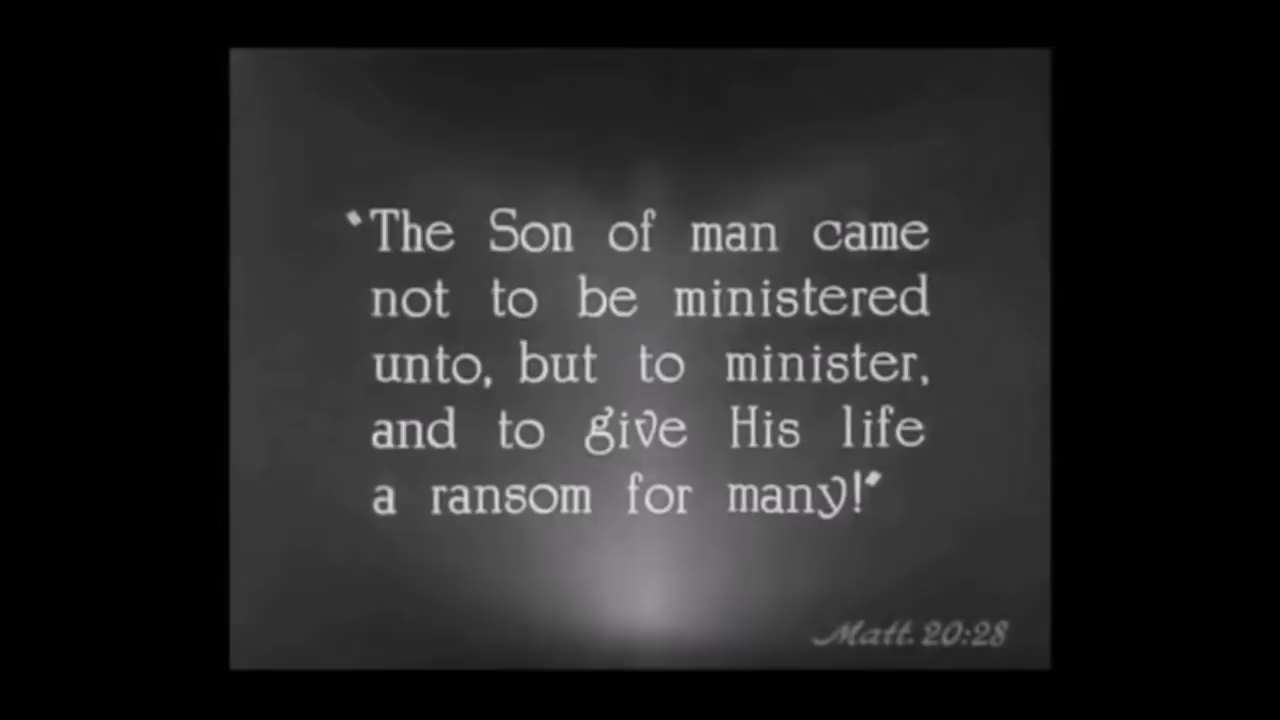 "The Son of man came
not to be ministered
unto, but to minister,
and to give His life
a ransom for many!"
Matt. 20:28